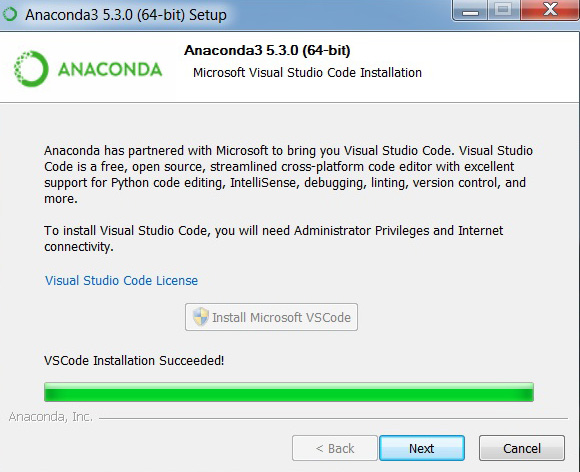 Anaconda3 5.3.0 (64-bit) Setup
ANACONDA
Anaconda3 5.3.0 (64-bit)
Microsoft Visual Studio Code Installation
Anaconda has partnered with Microsoft to bring you Visual Studio Code. Visual Studio
Code is a free, open source, streamlined cross-platform code editor with excellent
support for Python code editing, IntelliSense, debugging, linting, version control, and
more.
To install Visual Studio Code, you will need Administrator Privileges and Internet
connectivity.
Visual Studio Code License
Install Microsoft VSCode
VSCode Installation Succeeded!
Anaconda, Inc.
< Back
Next
Cancel